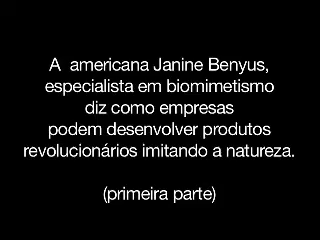 A americana Janine Benyus,
especialista em biomimetismo
diz como empresas
podem desenvolver produtos
revolucionários imitando a natureza.
(primeira parte)